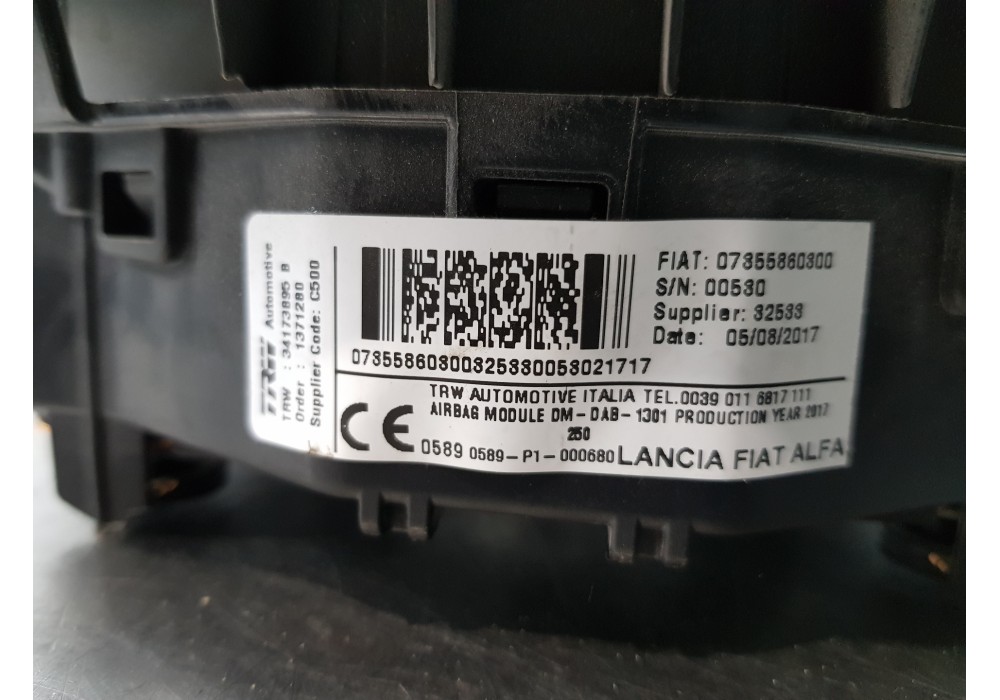 TRW Automotive
TRW : 34173895 B
Order : 1371280
Supplier Code: C500
FIAT: 07355860300
S/N: 00530
Supplier: 32533
Date: 05/08/2017
07355860300325330053021717
TRW AUTOMOTIVE ITALIA TEL.0039 011 6817 111
AIRBAG MODULE DM-DAB-1301 PRODUCTION YEAR 2017
250
CE 0589 0589-P1-000680 LANCIA FIAT ALFA